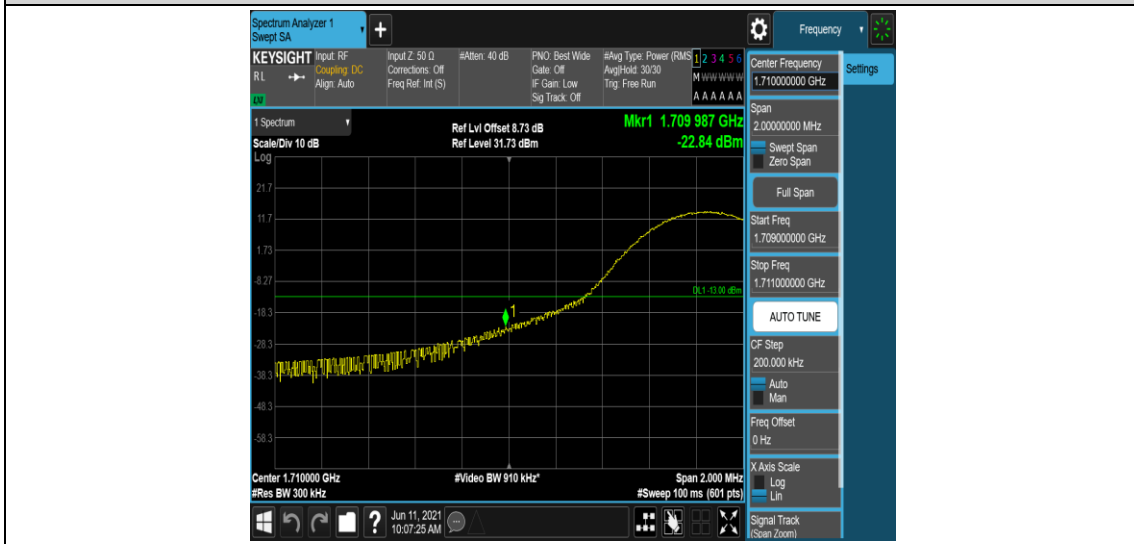 Spectrum Analyzer 1
Swept SA
Frequency
KEYSIGHT
RL
LXI
Input: RF
Coupling: DC
Align: Auto
Input Z: 50 Ω
Corrections: Off
Freq Ref: Int (S)
#Atten: 40 dB
PNO: Best Wide
Gate: Off
IF Gain: Low
Sig Track: Off
#Avg Type: Power (RMS
Avg|Hold: 30/30
Trig: Free Run
1 2 3 4 5 6
M W W W W W
A A A A A A
Center Frequency
1.710000000 GHz
Settings
Span
2.00000000 MHz
Swept Span
Zero Span
Full Span
Start Freq
1.709000000 GHz
Stop Freq
1.711000000 GHz
AUTO TUNE
CF Step
200.000 kHz
Auto
Man
Freq Offset
0 Hz
X Axis Scale
Log
Lin
Signal Track
(Span Zoom)
1 Spectrum
Scale/Div 10 dB
Log
Ref Lvl Offset 8.73 dB
Ref Level 31.73 dBm
Mkr1 1.709 987 GHz
-22.84 dBm
21.7
11.7
1.73
-8.27
DL1 -13.00 dBm
-18.3
1
-28.3
-38.3
-48.3
-58.3
Center 1.710000 GHz
#Video BW 910 kHz*
Span 2.000 MHz
#Res BW 300 kHz
#Sweep 100 ms (601 pts)
?
Jun 11, 2021
10:07:25 AM